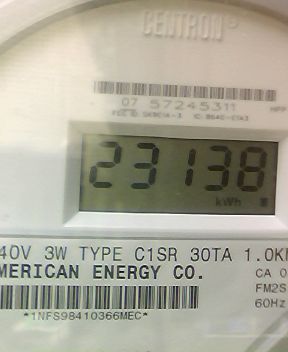 CENTRON
07 57245311
23138
kWh
40V 3W TYPE C1SR 30TA 1.0K
MERICAN ENERGY CO.
CA 0
FM2S
60Hz
*1NFS98410366MEC*